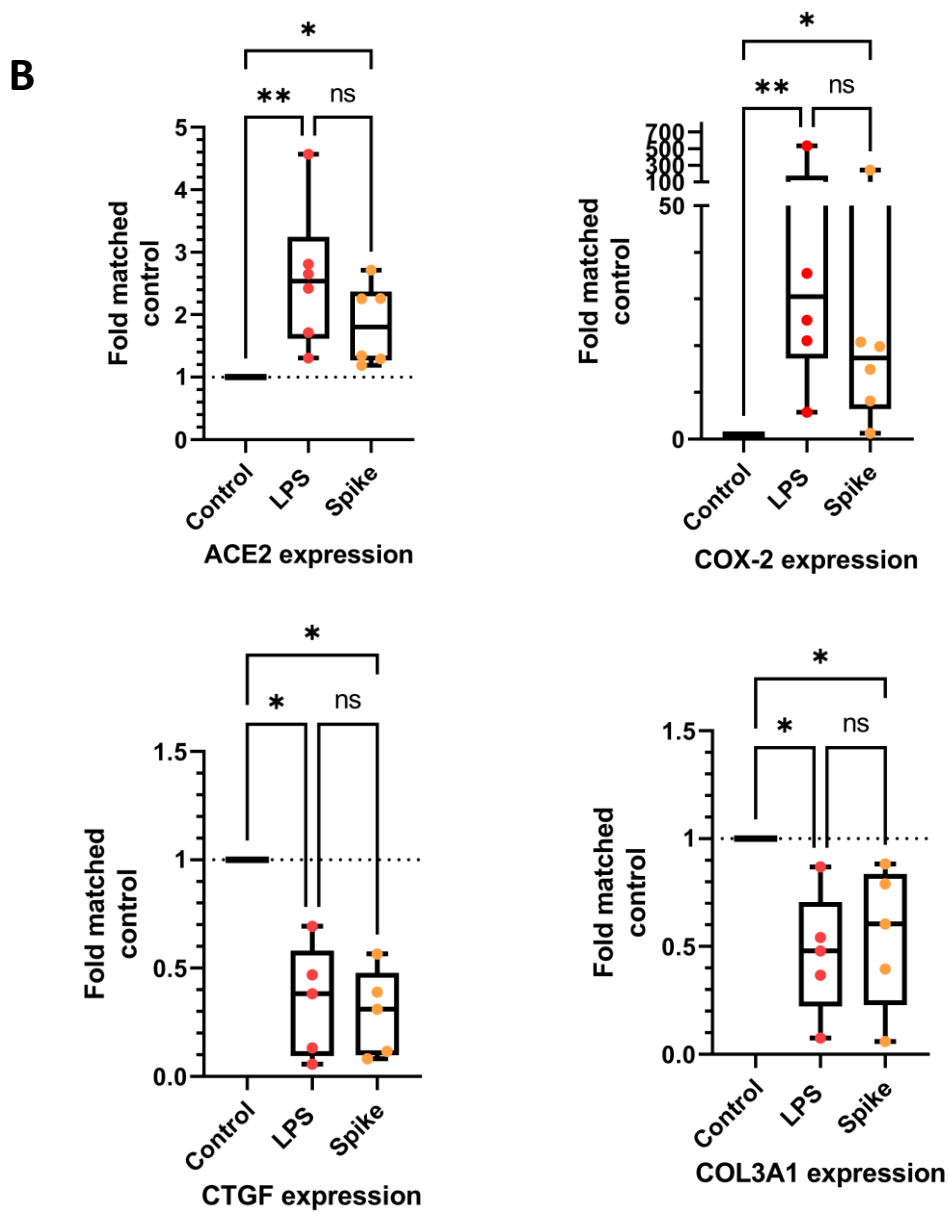 B
*
** ns
5
4
3
2
1
0
Fold matched
control
Control
LPS
Spike
ACE2 expression
*
** ns
700
500
300
100
50
0
Fold matched
control
Control
LPS
Spike
COX-2 expression
*
* ns
1.5
1
0.5
0.0
Fold matched
control
Control
LPS
Spike
CTGF expression
*
* ns
1.5
1
0.5
0.0
Fold matched
control
Control
LPS
Spike
COL3A1 expression